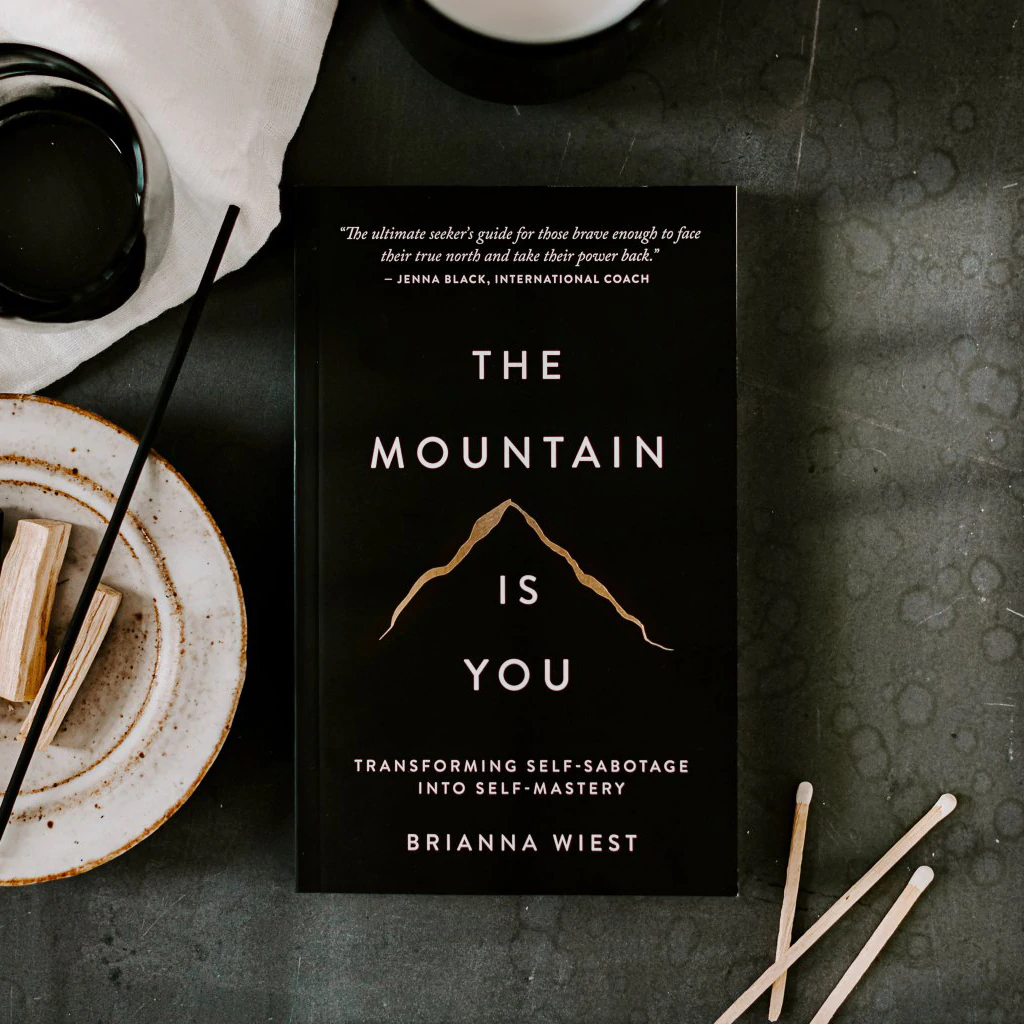 “The ultimate seeker’s guide for those brave enough to face
their true north and take their power back.”
– JENNA BLACK, INTERNATIONAL COACH
THE
MOUNTAIN
IS
YOU
TRANSFORMING SELF-SABOTAGE
INTO SELF-MASTERY
BRIANNA WIEST